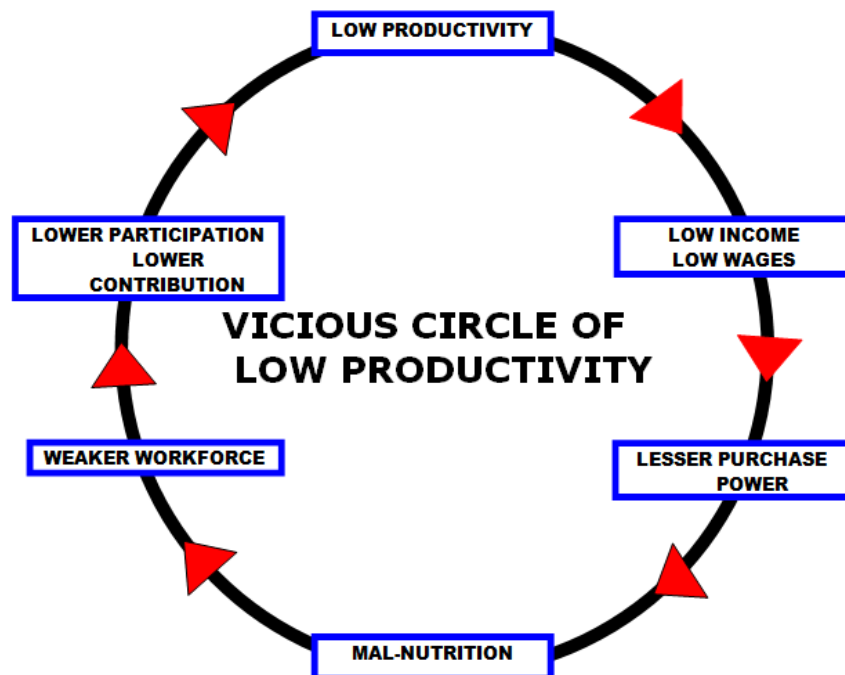 LOW PRODUCTIVITY
LOW INCOME
LOW WAGES
LESSER PURCHASE
POWER
MAL-NUTRITION
WEAKER WORKFORCE
LOWER PARTICIPATION
LOWER
CONTRIBUTION
VICIOUS CIRCLE OF
LOW PRODUCTIVITY